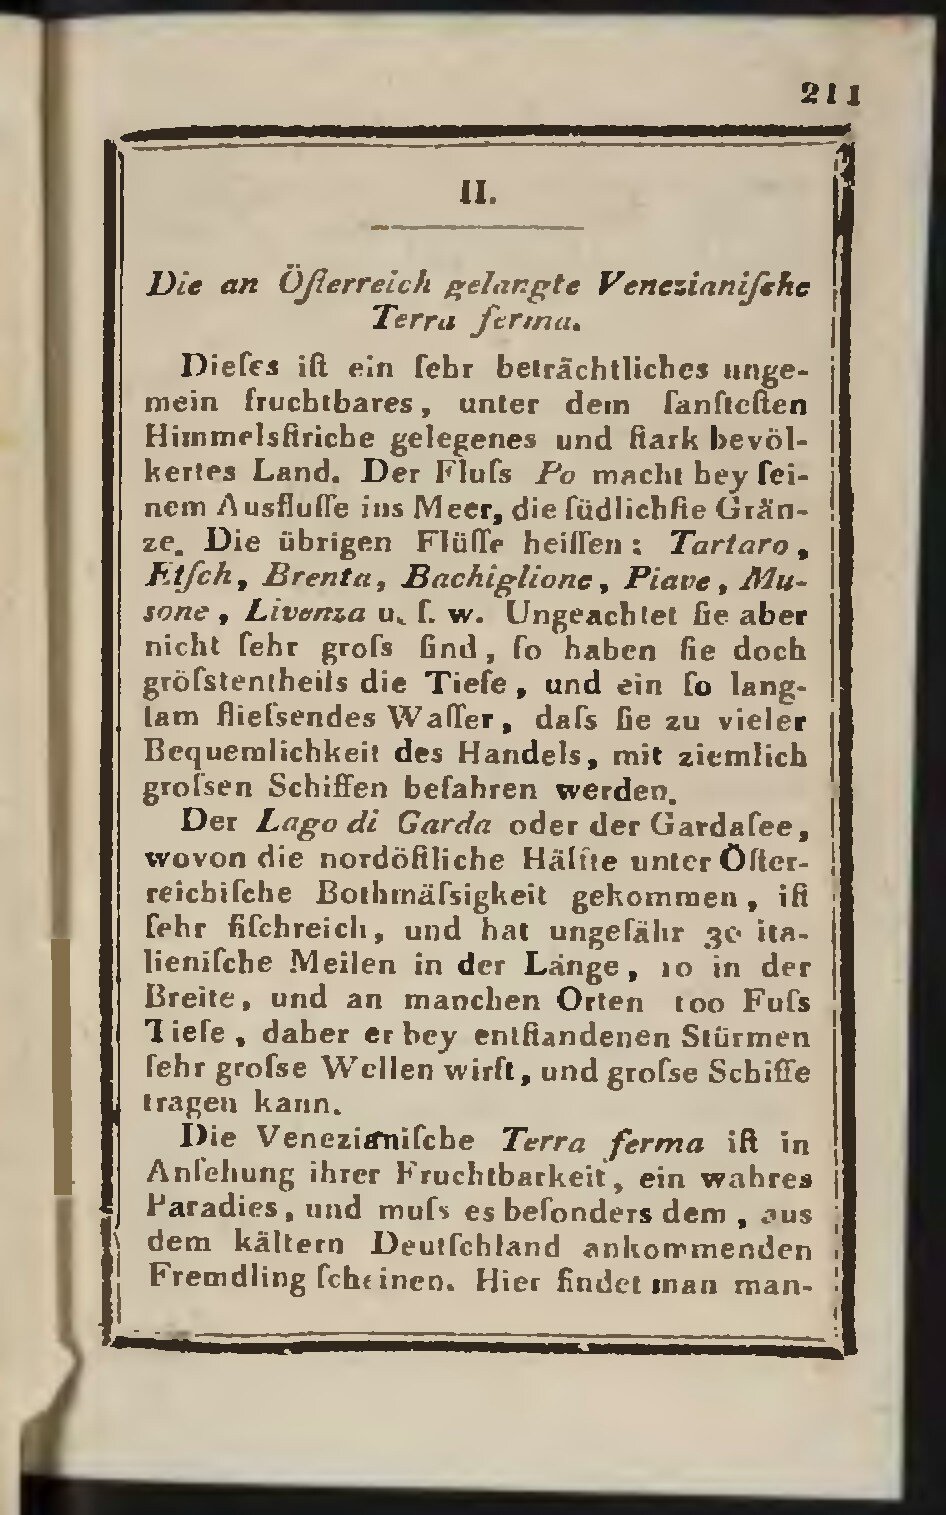 211
II.
Die an Öſterreich gelangte Venezianiſche
Terra ferma.
Dieſes iſt ein ſehr beträchtliches unge-
mein fruchtbares, unter dem ſanfteſten
Himmelsſtriche gelegenes und ſtark bevöl-
kertes Land. Der Fluſs Po macht bey ſei-
nem Ausfluſſe ins Meer, die ſüdlichſte Grän-
ze. Die übrigen Flüſſe heiſſen: Tartaro,
Etſch, Brenta, Bachiglione, Piave, Mu-
sone, Livenza u. ſ. w. Ungeachtet ſie aber
nicht ſehr groſs ſind, ſo haben ſie doch
gröſstentheils die Tiefe, und ein ſo lang-
ſam flieſsendes Waſſer, daſs ſie zu vieler
Bequemlichkeit des Handels, mit ziemlich
groſsen Schiffen befahren werden.
Der Lago di Garda oder der Gardaſee,
wovon die nordöſtliche Hälfte unter Öſter-
reichiſche Bothmäſsigkeit gekommen, iſt
ſehr fiſchreich, und hat ungefähr 30 ita-
lieniſche Meilen in der Länge, 10 in der
Breite, und an manchen Orten 100 Fuſs
Tiefe, daher er bey entſtandenen Stürmen
ſehr groſse Wellen wirft, und groſse Schiffe
tragen kann.
Die Venezianiſche Terra ferma iſt in
Anſehung ihrer Fruchtbarkeit, ein wahres
Paradies, und muſs es beſonders dem, aus
dem kältern Deutſchland ankommenden
Fremdling ſcheinen. Hier findet man man-